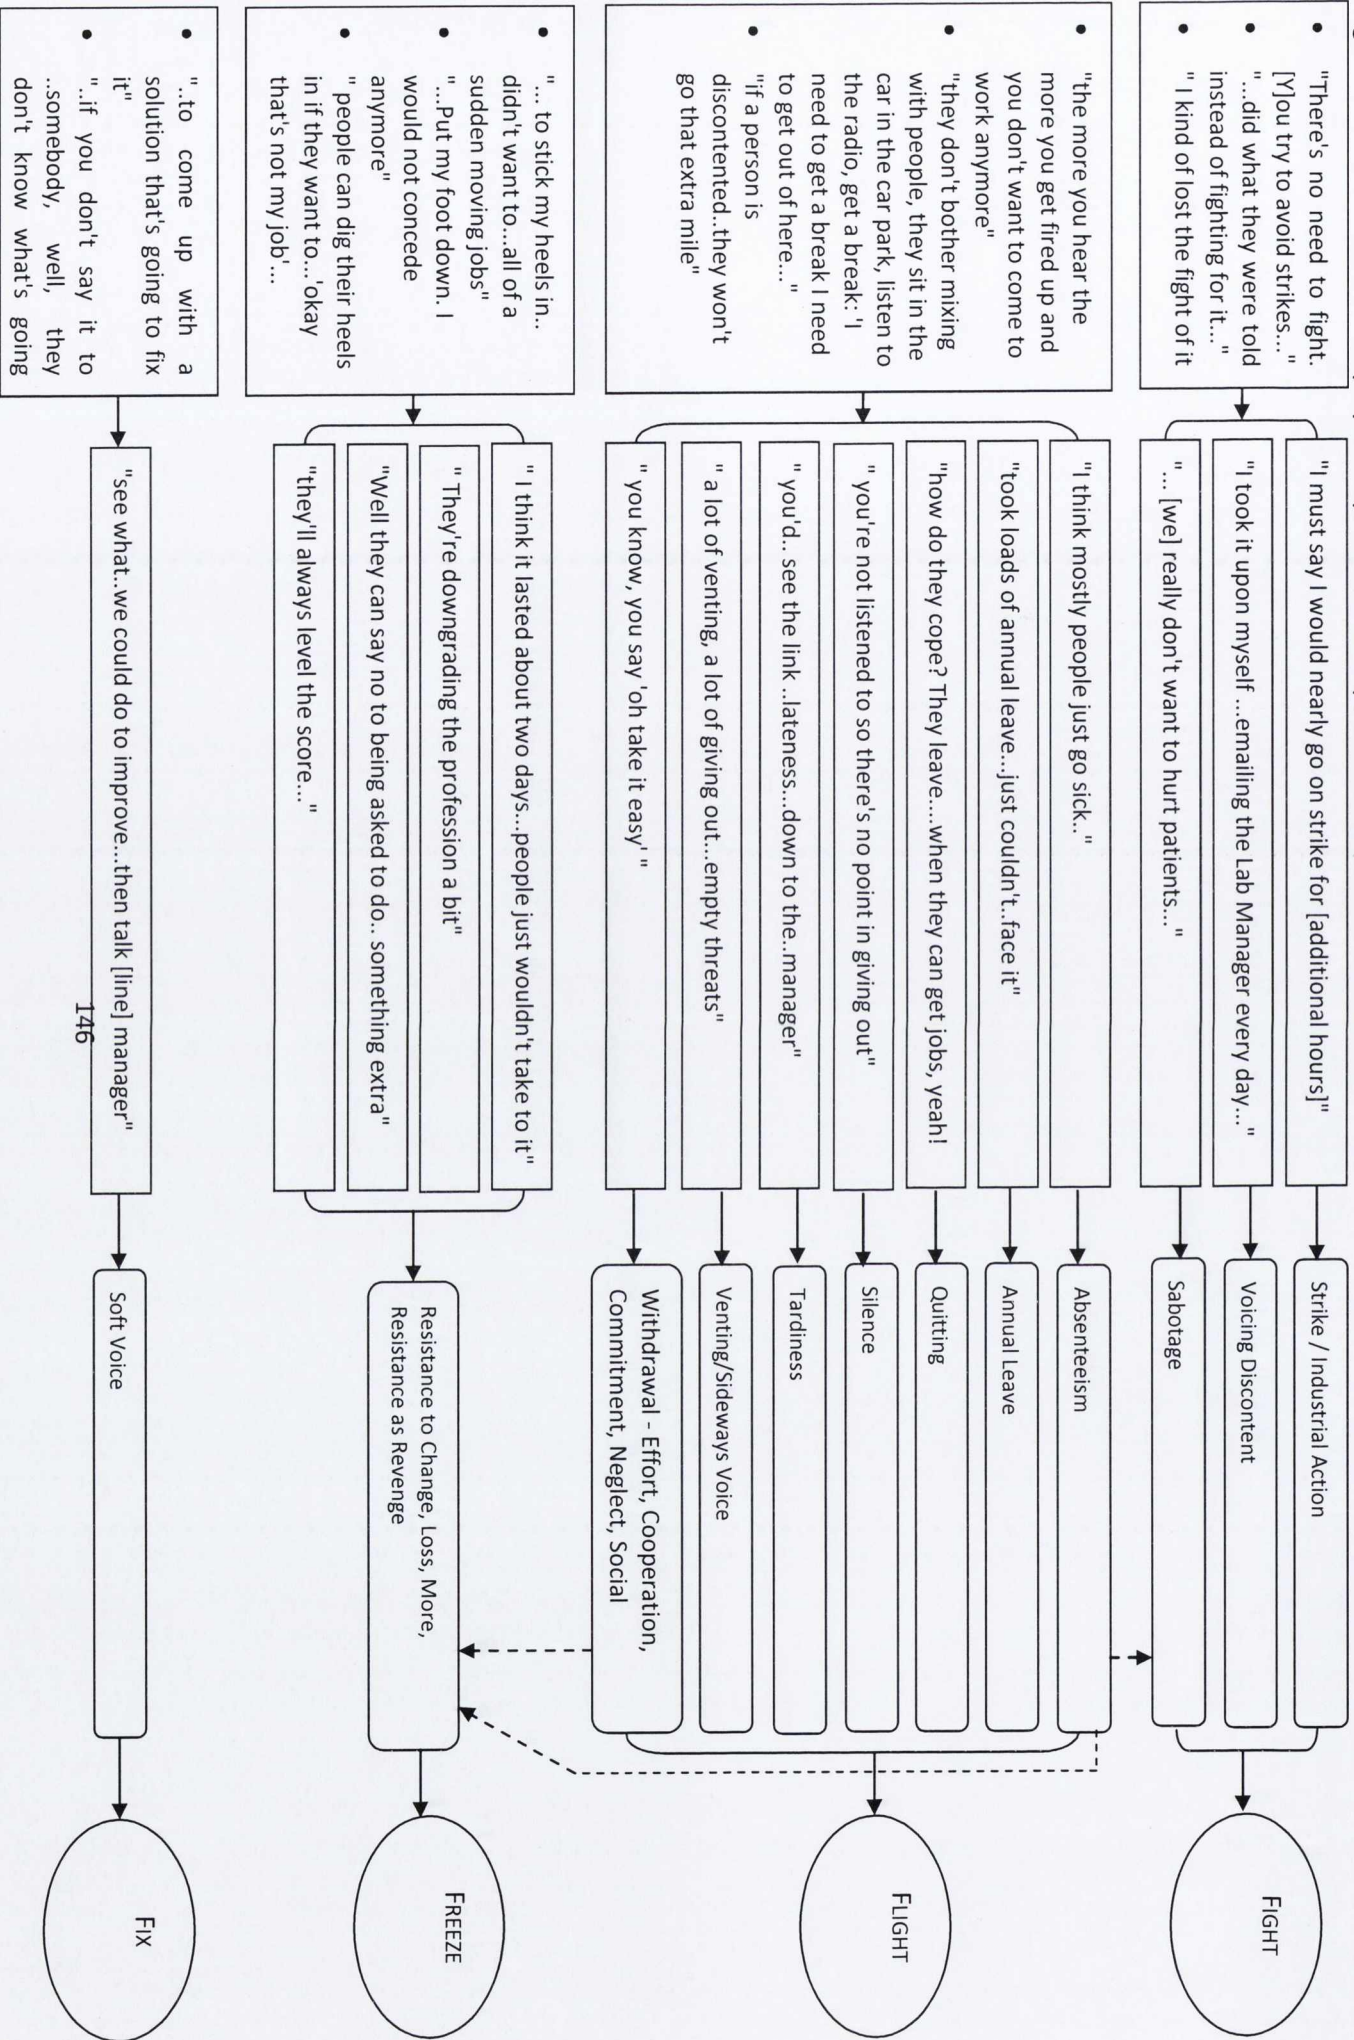 "There's no need to fight.
[Y]ou try to avoid strikes..."
"...did what they were told
instead of fighting for it..."
"I kind of lost the fight of it
"I must say I would nearly go on strike for [additional hours]"
"I took it upon myself ...emailing the Lab Manager every day..."
".... [we] really don't want to hurt patients..."
Strike / Industrial Action
Voicing Discontent
Sabotage
FIGHT
"the more you hear the
more you get fired up and
you don't want to come to
work anymore"
"they don't bother mixing
with people, they sit in the
car in the car park, listen to
the radio, get a break: 'I
need to get a break I need
to get out of here..."
"if a person is
discontented..they won't
go that extra mile"
"I think mostly people just go sick.."
"took loads of annual leave...just couldn't..face it"
"how do they cope? They leave....when they can get jobs, yeah!
" you're not listened to so there's no point in giving out"
" you'd.. see the link ..lateness...down to the..manager"
" a lot of venting, a lot of giving out...empty threats"
" you know, you say 'oh take it easy' "
Absenteeism
Annual Leave
Quitting
Silence
Tardiness
Venting/Sideways Voice
Withdrawal - Effort, Cooperation,
Commitment, Neglect, Social
FLIGHT
" ... to stick my heels in..
didn't want to...all of a
sudden moving jobs"
"...Put my foot down. I
would not concede
anymore"
" people can dig their heels
in if they want to...'okay
that's not my job'...
"I think it lasted about two days...people just wouldn't take to it"
" They're downgrading the profession a bit"
"Well they can say no to being asked to do.. something extra"
"they'll always level the score..."
Resistance to Change, Loss, More,
Resistance as Revenge
FREEZE
"..to come up with a
solution that's going to fix
it"
"..if you don't say it to
..somebody, well, they
don't know what's going
"see what..we could do to improve...then talk [line] manager"
Soft Voice
FIX
146